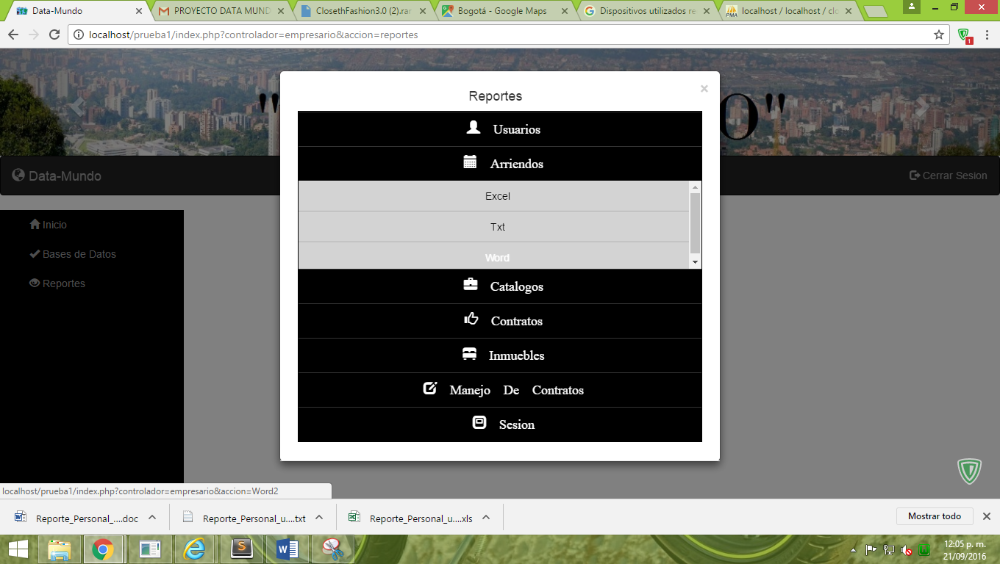 Data-Mundo
PROYECTO DATA MUND
ClosethFashion3.0 (2).rar
Bogotá - Google Maps
Dispositivos utilizados re
localhost / localhost / clo
localhost/prueba1/index.php?controlador=empresario&accion=reportes
1
"
O"
Reportes
×
Usuarios
Arriendos
Data-Mundo
Cerrar Sesion
Excel
Txt
Word
Inicio
Bases de Datos
Reportes
Catalogos
Contratos
Inmuebles
Manejo De Contratos
Sesion
localhost/prueba1/index.php?controlador=empresario&accion=Word2
Reporte_Personal_....doc
Reporte_Personal_u....txt
Reporte_Personal_u....xls
Mostrar todo
12:05 p. m.
21/09/2016